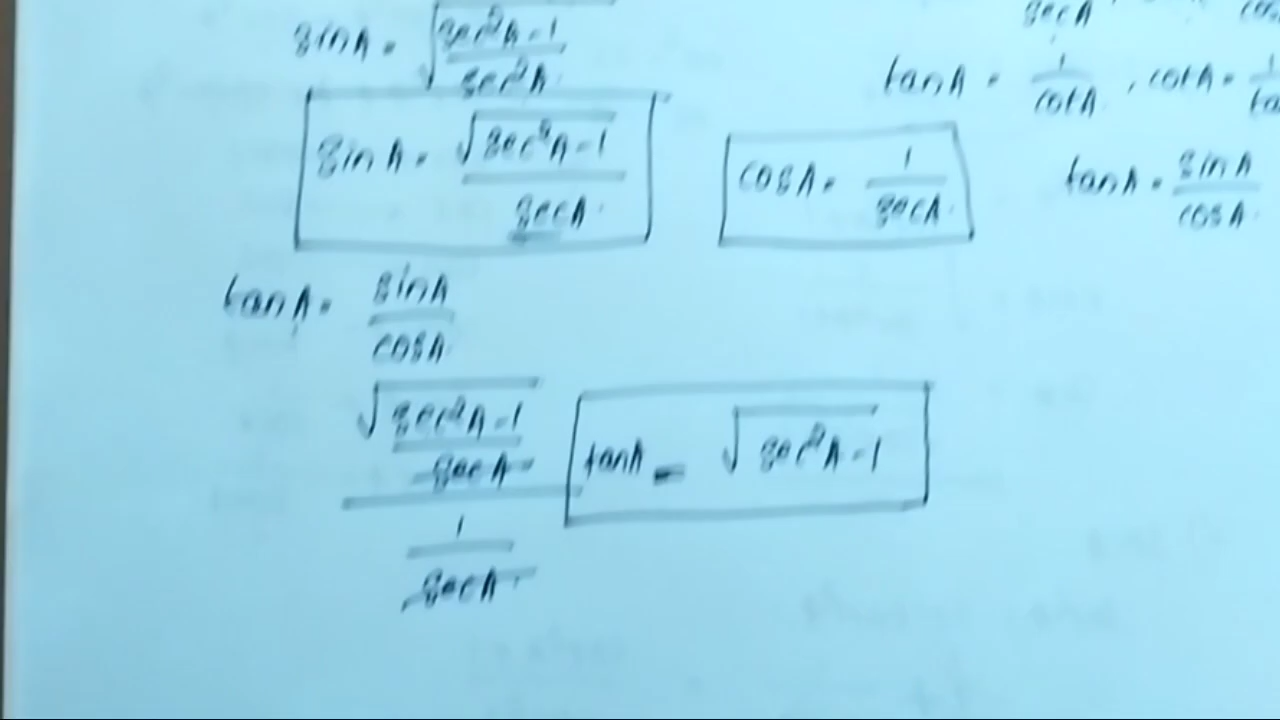 sinA = √(sec²A-1 / sec²A)
secA
tanA = 1/cotA , cotA = 1/
sinA = √(sec²A-1) / secA
cosA = 1/secA
tanA = sinA/cosA
tanA = sinA/cosA
√(sec²A-1) / secA
1/secA
tanA = √(sec²A-1)